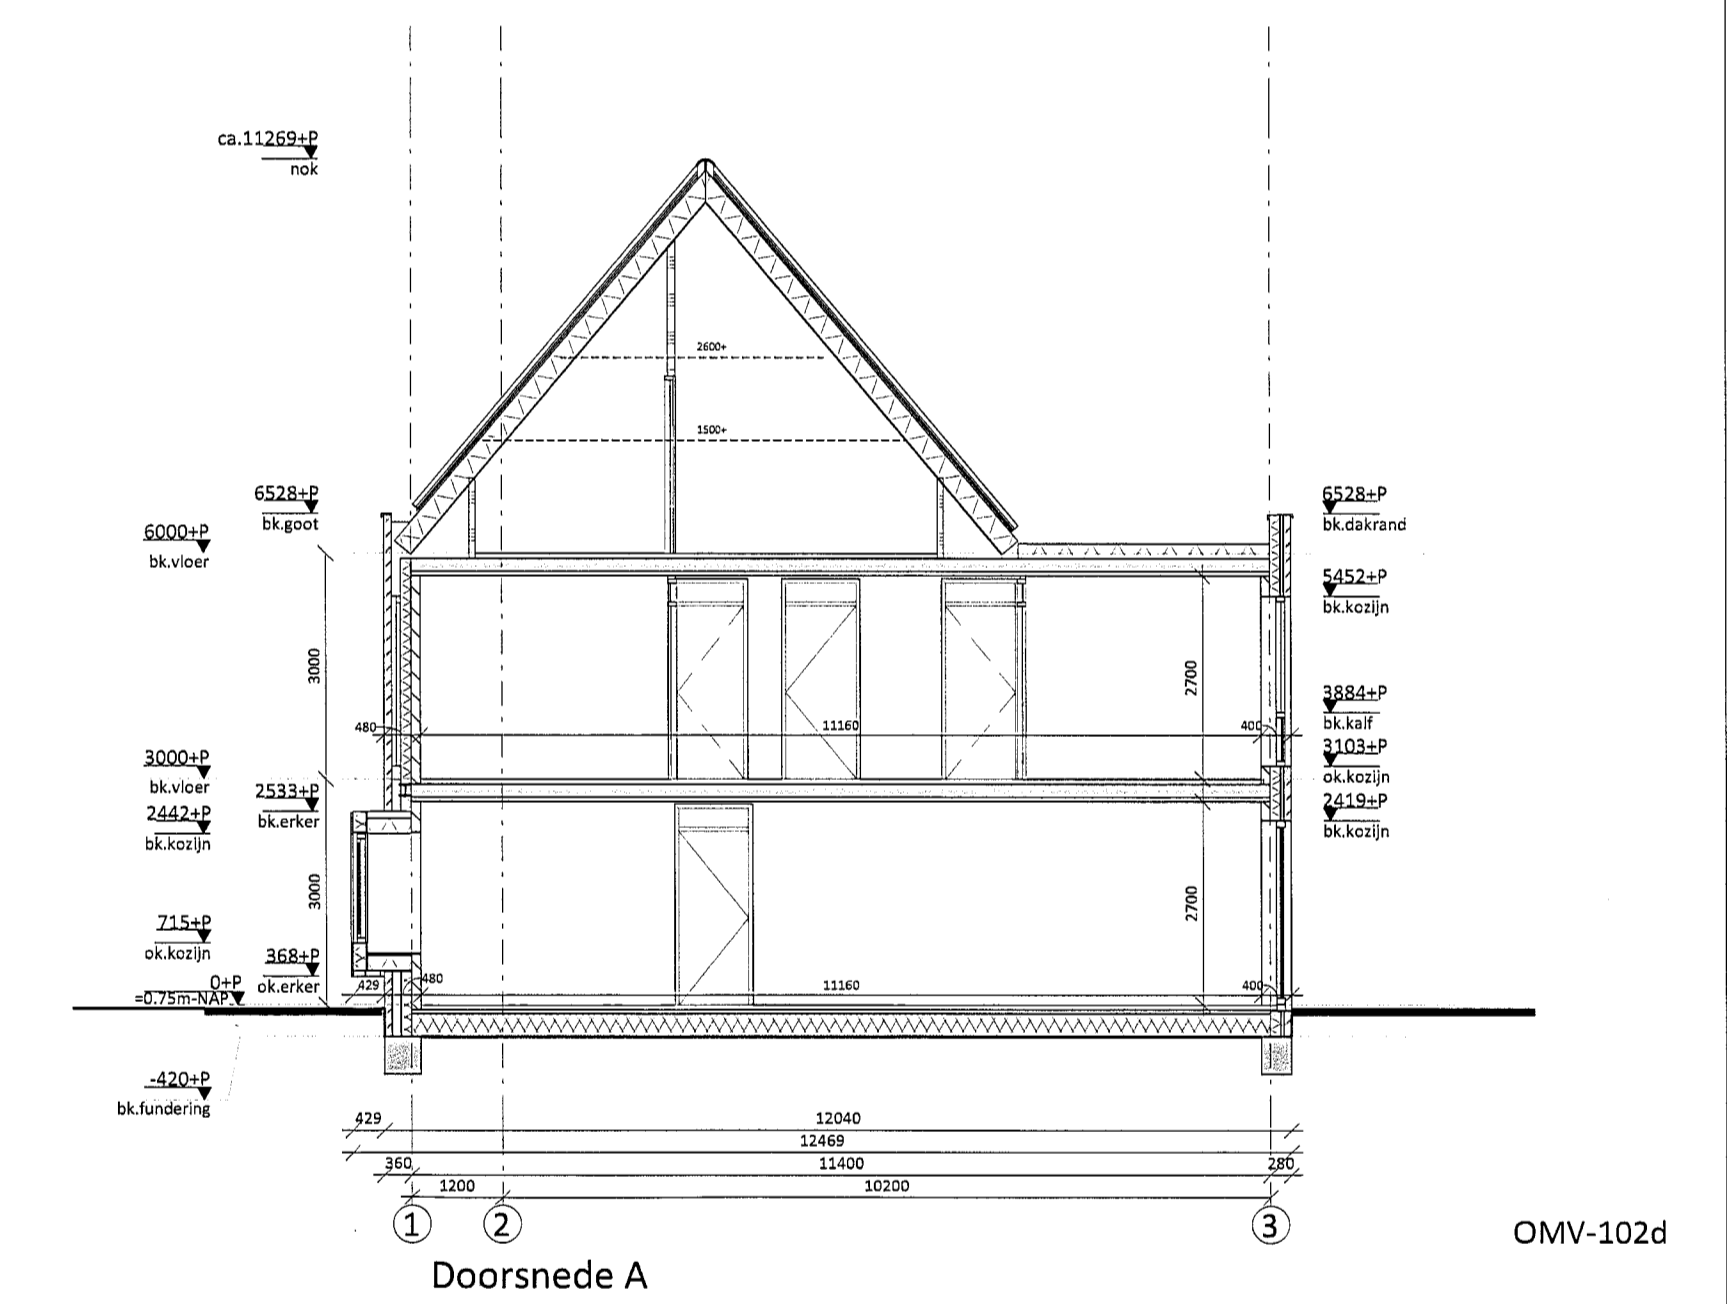 ca.11269+P
nok
2600+
1500+
6528+P
bk.goot
6000+P
bk.vloer
6528+P
bk.dakrand
5452+P
bk.kozijn
3000
2700
3884+P
bk.kalf
480
11160
400
3103+P
ok.kozijn
3000+P
bk.vloer
2533+P
bk.erker
2442+P
bk.kozijn
2419+P
bk.kozijn
3000
2700
715+P
ok.kozijn
368+P
ok.erker
429
480
11160
400
0+P
=0.75m-NAP
-420+P
bk.fundering
429
12040
12469
360
11400
280
1200
10200
1
2
3
OMV-102d
Doorsnede A